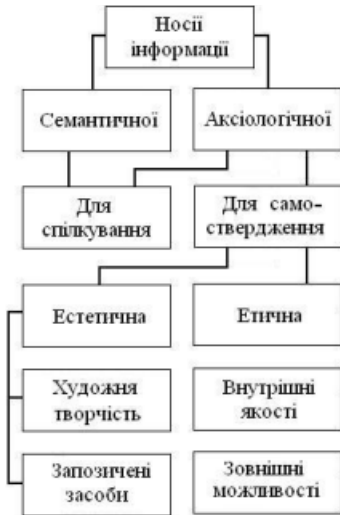 Носії
інформації
Семантичної
Аксіологічної
Для
спілкування
Для само-
ствердження
Естетична
Етична
Художня
творчість
Внутрішні
якості
Запозичені
засоби
Зовнішні
можливості